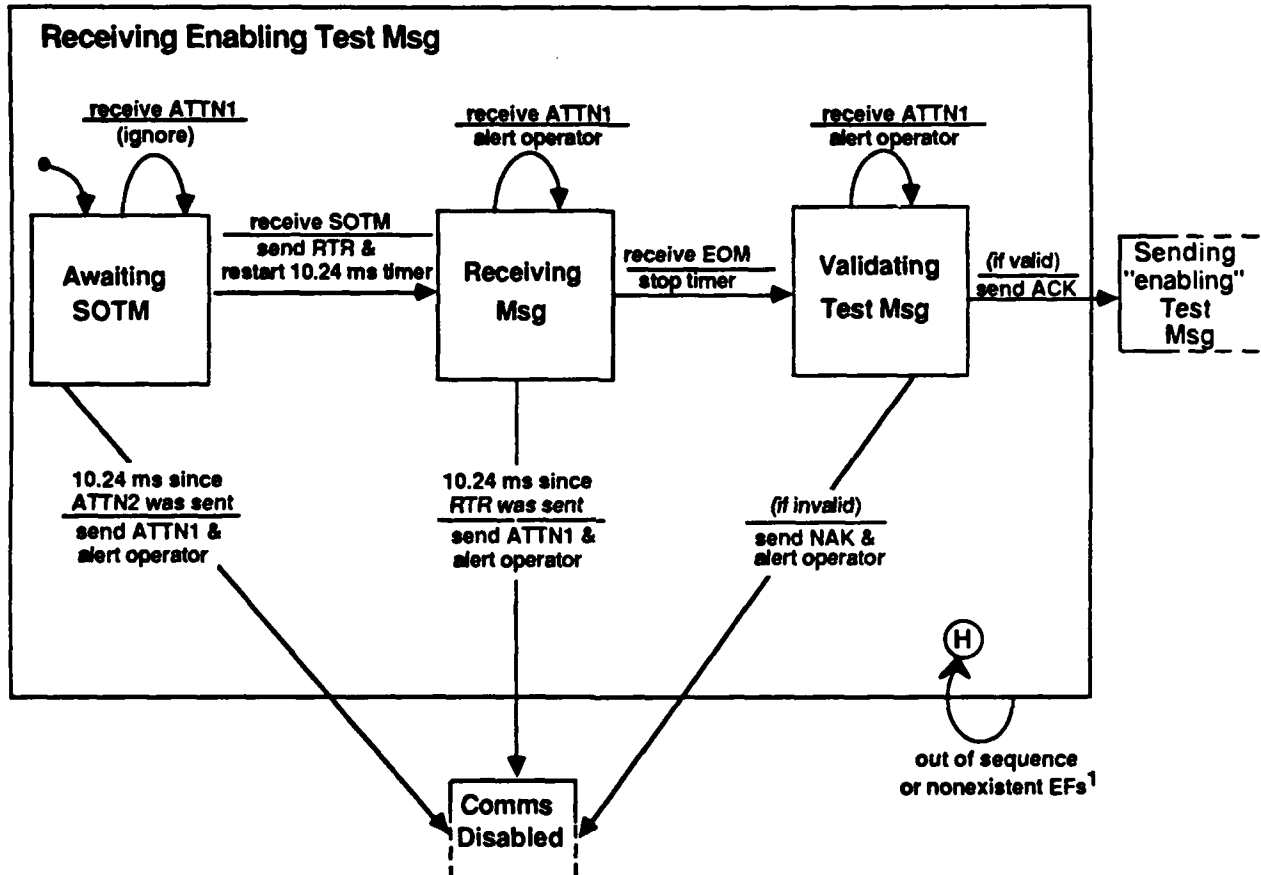 Receiving Enabling Test Msg
receive ATTN1
(ignore)
receive ATTN1
alert operator
receive ATTN1
alert operator
Awaiting
SOTM
receive SOTM
send RTR &
restart 10.24 ms timer
Receiving
Msg
receive EOM
stop timer
Validating
Test Msg
(if valid)
send ACK
Sending
"enabling"
Test
Msg
10.24 ms since
ATTN2 was sent
send ATTN1 &
alert operator
10.24 ms since
RTR was sent
send ATTN1 &
alert operator
(if invalid)
send NAK &
alert operator
H
out of sequence
or nonexistent EFs1
Comms
Disabled